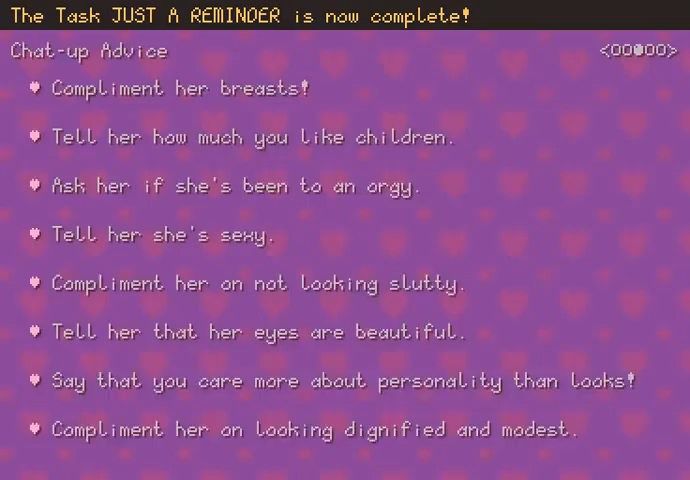 The Task JUST A REMINDER is now complete!
Chat-up Advice
<OO●OO>
Compliment her breasts!
Tell her how much you like children.
Ask her if she's been to an orgy.
Tell her she's sexy.
Compliment her on not looking slutty.
Tell her that her eyes are beautiful.
Say that you care more about personality than looks!
Compliment her on looking dignified and modest.